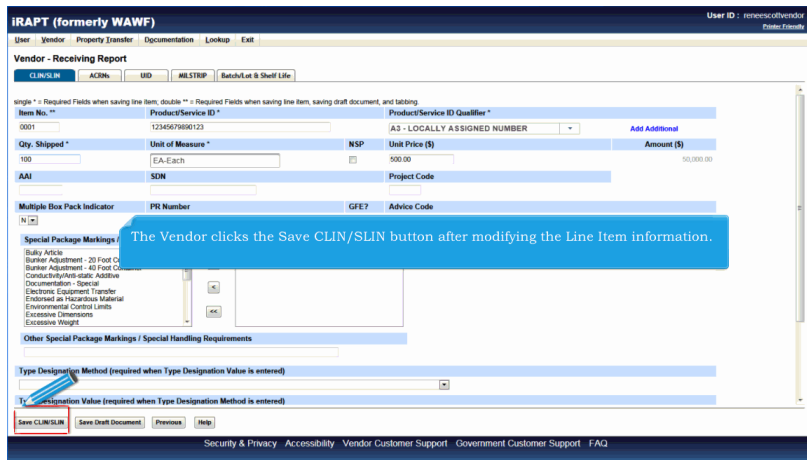 iRAPT (formerly WAWF)
User ID : reneescottvendor
Printer Friendly
User Vendor Property Transfer Documentation Lookup Exit
Vendor - Receiving Report
CLIN/SLIN ACRNs UID MILSTRIP Batch/Lot & Shelf Life
single * = Required Fields when saving line item, double ** = Required Fields when saving line item, saving draft document, and tabbing.
Item No. ** Product/Service ID * Product/Service ID Qualifier *
0001 12345679890123 A3 - LOCALLY ASSIGNED NUMBER Add Additional
Qty. Shipped * Unit of Measure * NSP Unit Price ($) Amount ($)
100 EA-Each 500.00 50,000.00
AAI SDN Project Code
Multiple Box Pack Indicator PR Number GFE? Advice Code
N
The Vendor clicks the Save CLIN/SLIN button after modifying the Line Item information.
Special Package Markings /
Bulky Article
Bunker Adjustment - 20 Foot
Bunker Adjustment - 40 Foot
Conductivity/Anti-static Additive
Documentation - Special
Electronic Equipment Transfer
Endorsed as Hazardous Material
Environmental Control Limits
Excessive Dimensions
Excessive Weight
<
<<
Other Special Package Markings / Special Handling Requirements
Type Designation Method (required when Type Designation Value is entered)
Designation Value (required when Type Designation Method is entered)
Save CLIN/SLIN Save Draft Document Previous Help
Security & Privacy Accessibility Vendor Customer Support Government Customer Support FAQ